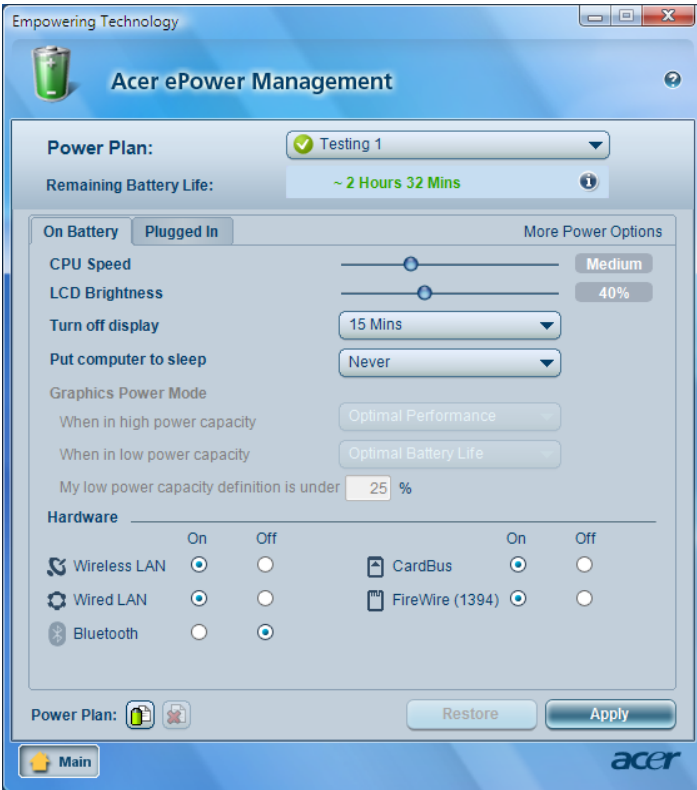 Empowering Technology
Acer ePower Management
Power Plan: Testing 1
Remaining Battery Life: ~ 2 Hours 32 Mins
On Battery Plugged In More Power Options
CPU Speed Medium
LCD Brightness 40%
Turn off display 15 Mins
Put computer to sleep Never
Graphics Power Mode
When in high power capacity Optimal Performance
When in low power capacity Optimal Battery Life
My low power capacity definition is under 25 %
Hardware
On Off On Off
Wireless LAN CardBus
Wired LAN FireWire (1394)
Bluetooth
Power Plan: Restore Apply
Main acer